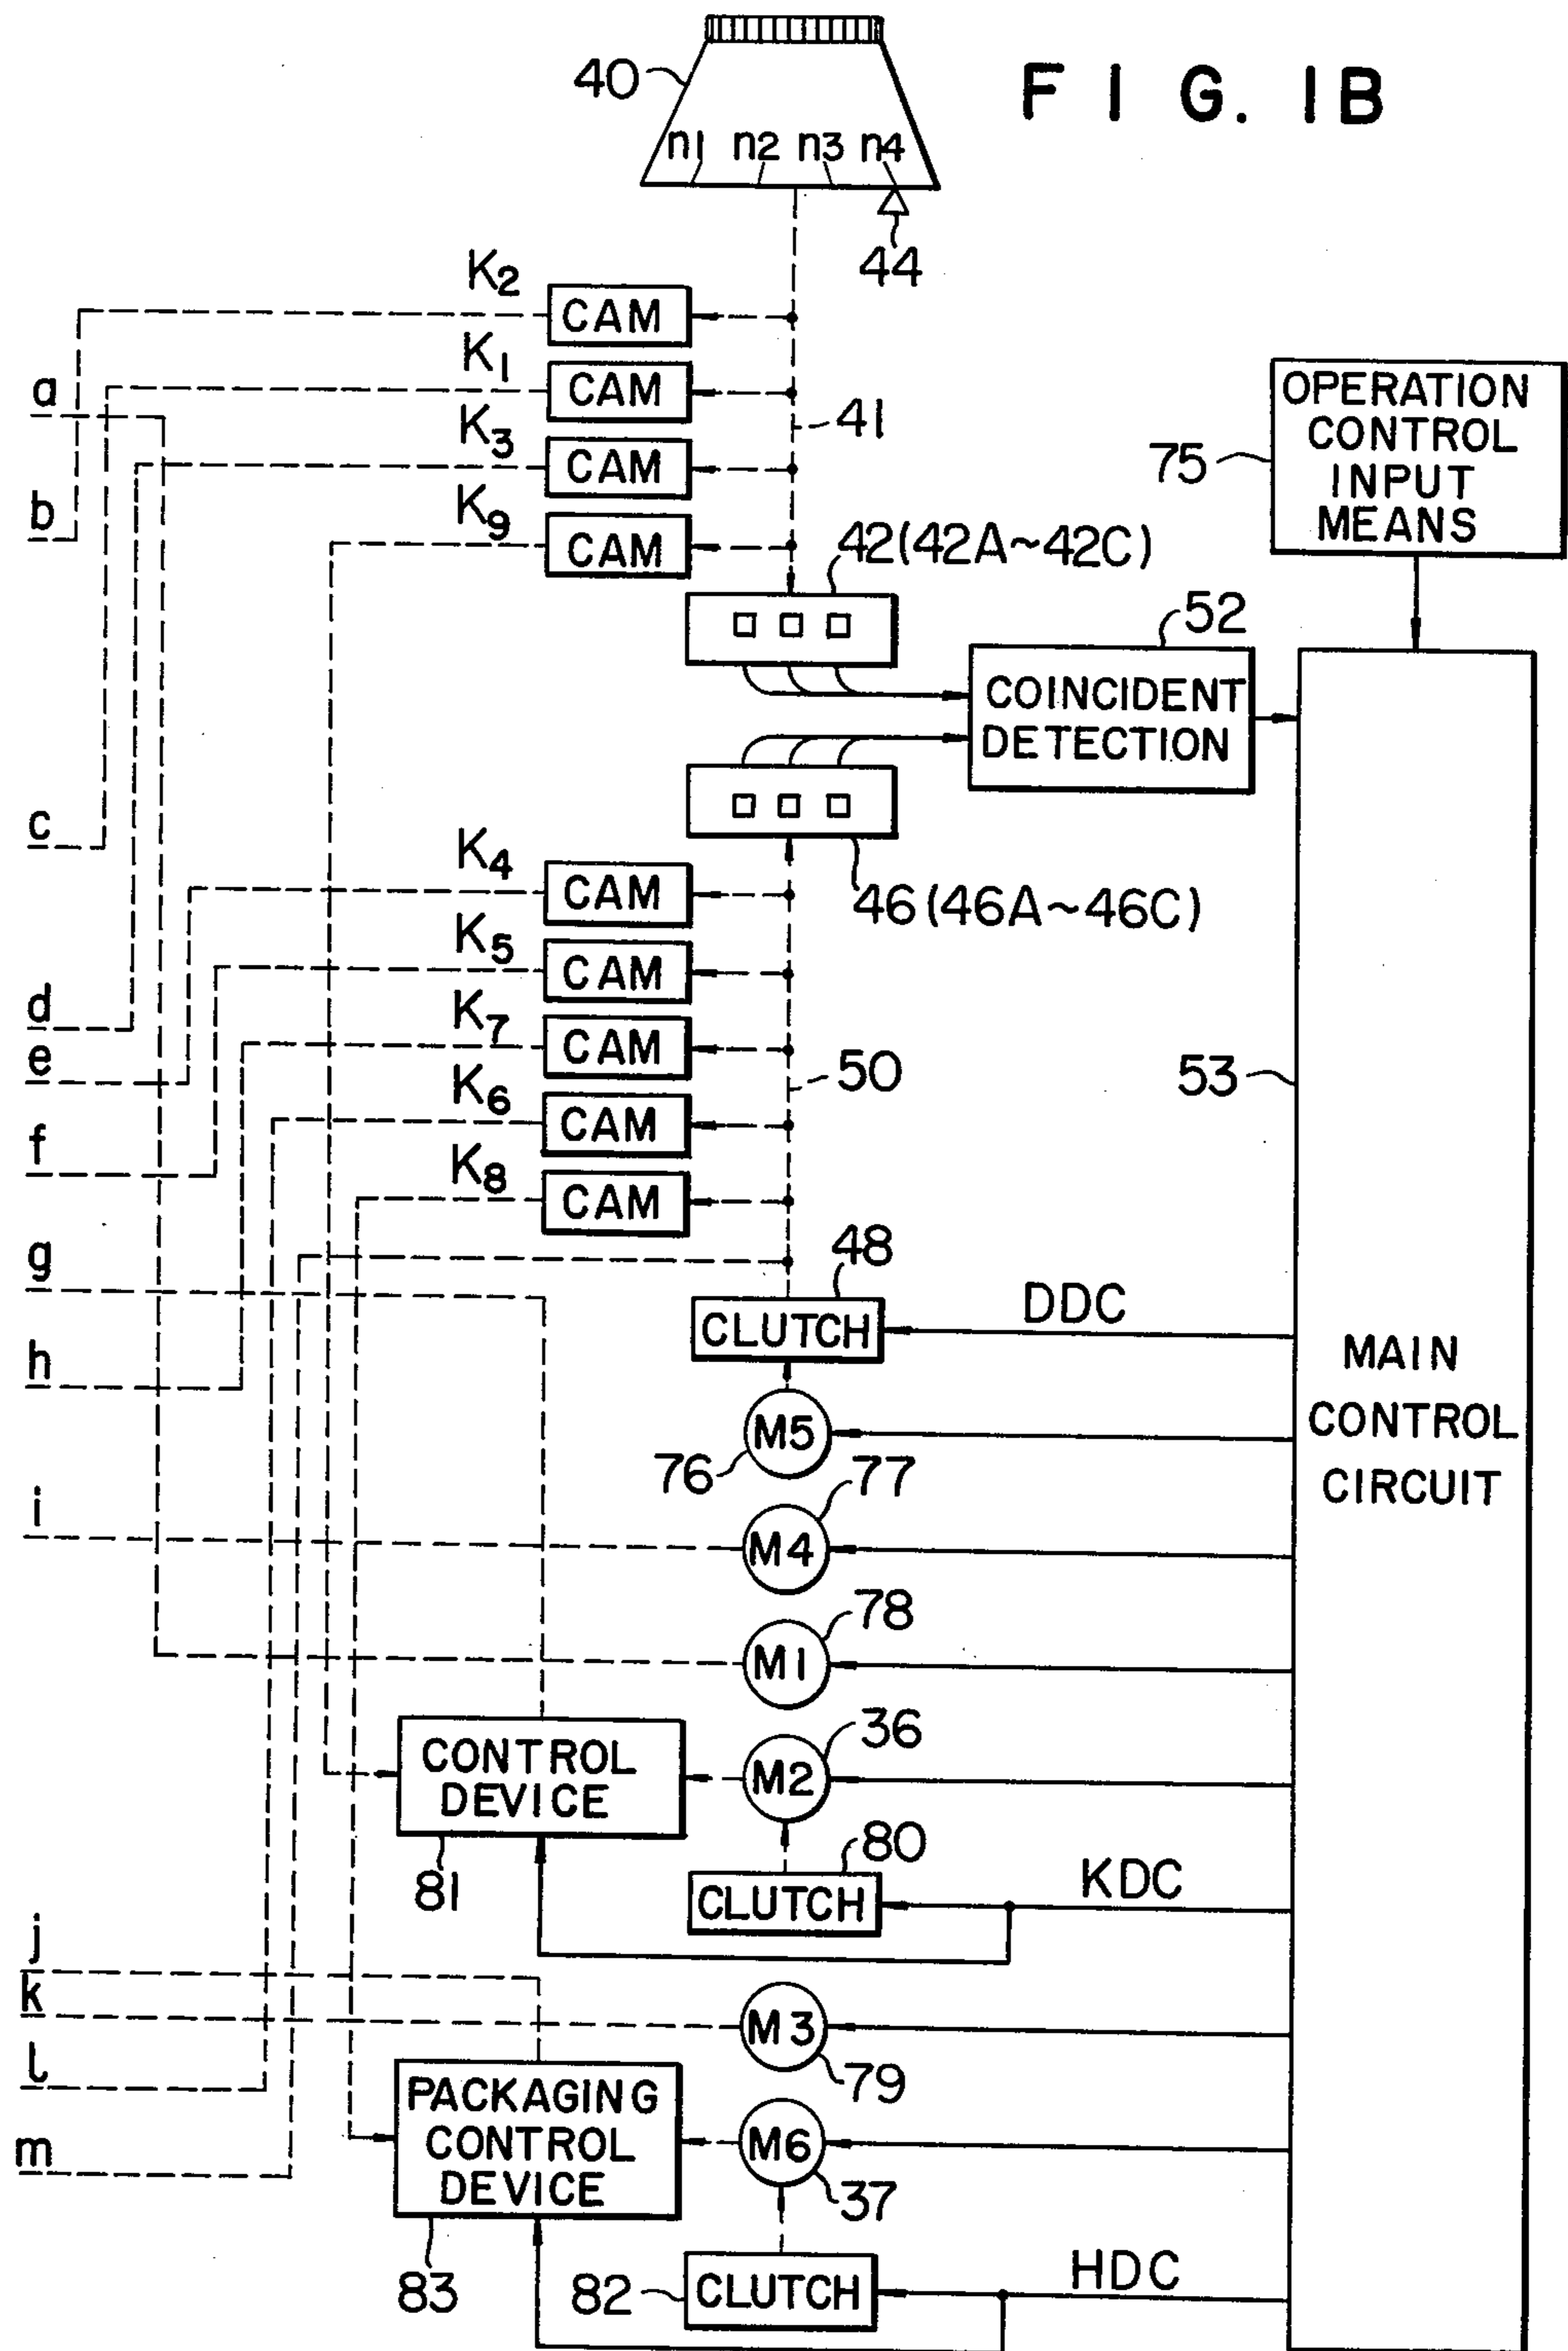 FIG. 1B
40
n1 n2 n3 n4
44
K2
CAM
K1
CAM
a
41
K3
CAM
b
K9
CAM
OPERATION
CONTROL
INPUT
MEANS
75
42(42A~42C)
52
COINCIDENT
DETECTION
c
K4
CAM
46(46A~46C)
K5
CAM
d
K7
CAM
e
50
53
K6
CAM
f
K8
CAM
g
48
CLUTCH
DDC
h
MAIN
CONTROL
CIRCUIT
M5
76
77
i
M4
78
M1
36
CONTROL
DEVICE
M2
81
80
CLUTCH
KDC
j
k
M3
79
l
PACKAGING
CONTROL
DEVICE
m
M6
37
83
82
CLUTCH
HDC